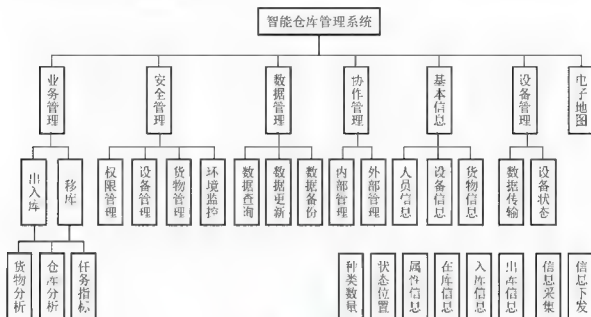 智能仓库管理系统
业务管理
安全管理
数据管理
协作管理
基本信息
设备管理
电子地图
出入库
移库
权限管理
设备管理
货物管理
环境监控
数据查询
数据更新
数据备份
内部管理
外部管理
人员信息
设备信息
货物信息
数据传输
设备状态
货物分析
仓库分析
任务指标
种类数量
状态位置
属性信息
在库信息
入库信息
出库信息
信息采集
信息下发